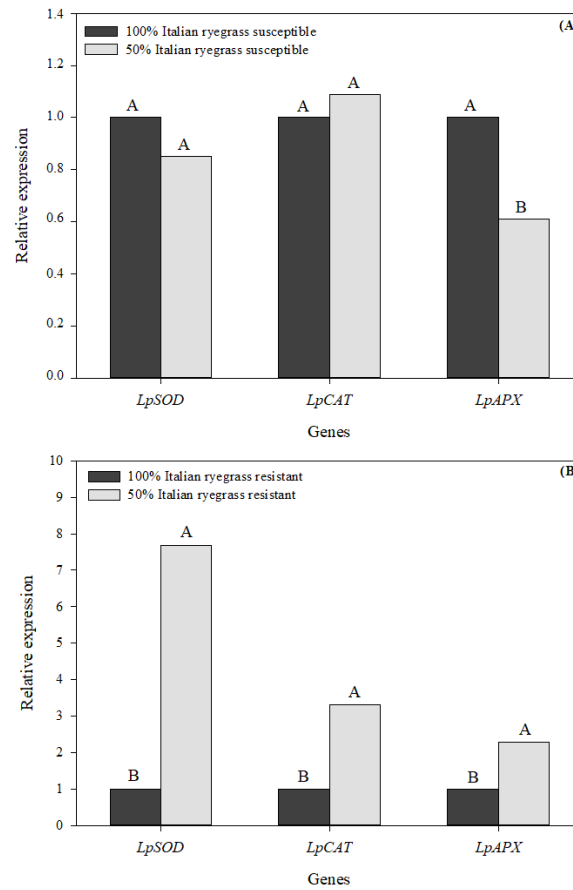 1.4
(A
100% Italian ryegrass susceptible
50% Italian ryegrass susceptible
1.2
A
A
A
A
1.0
A
0.8
B
0.6
0.4
0.2
0.0
Relative expression
LpSOD
LpCAT
LpAPX
Genes
10
(B
100% Italian ryegrass resistant
50% Italian ryegrass resistant
9
8
A
7
6
5
4
A
3
A
2
B
B
B
1
0
Relative expression
LpSOD
LpCAT
LpAPX
Genes